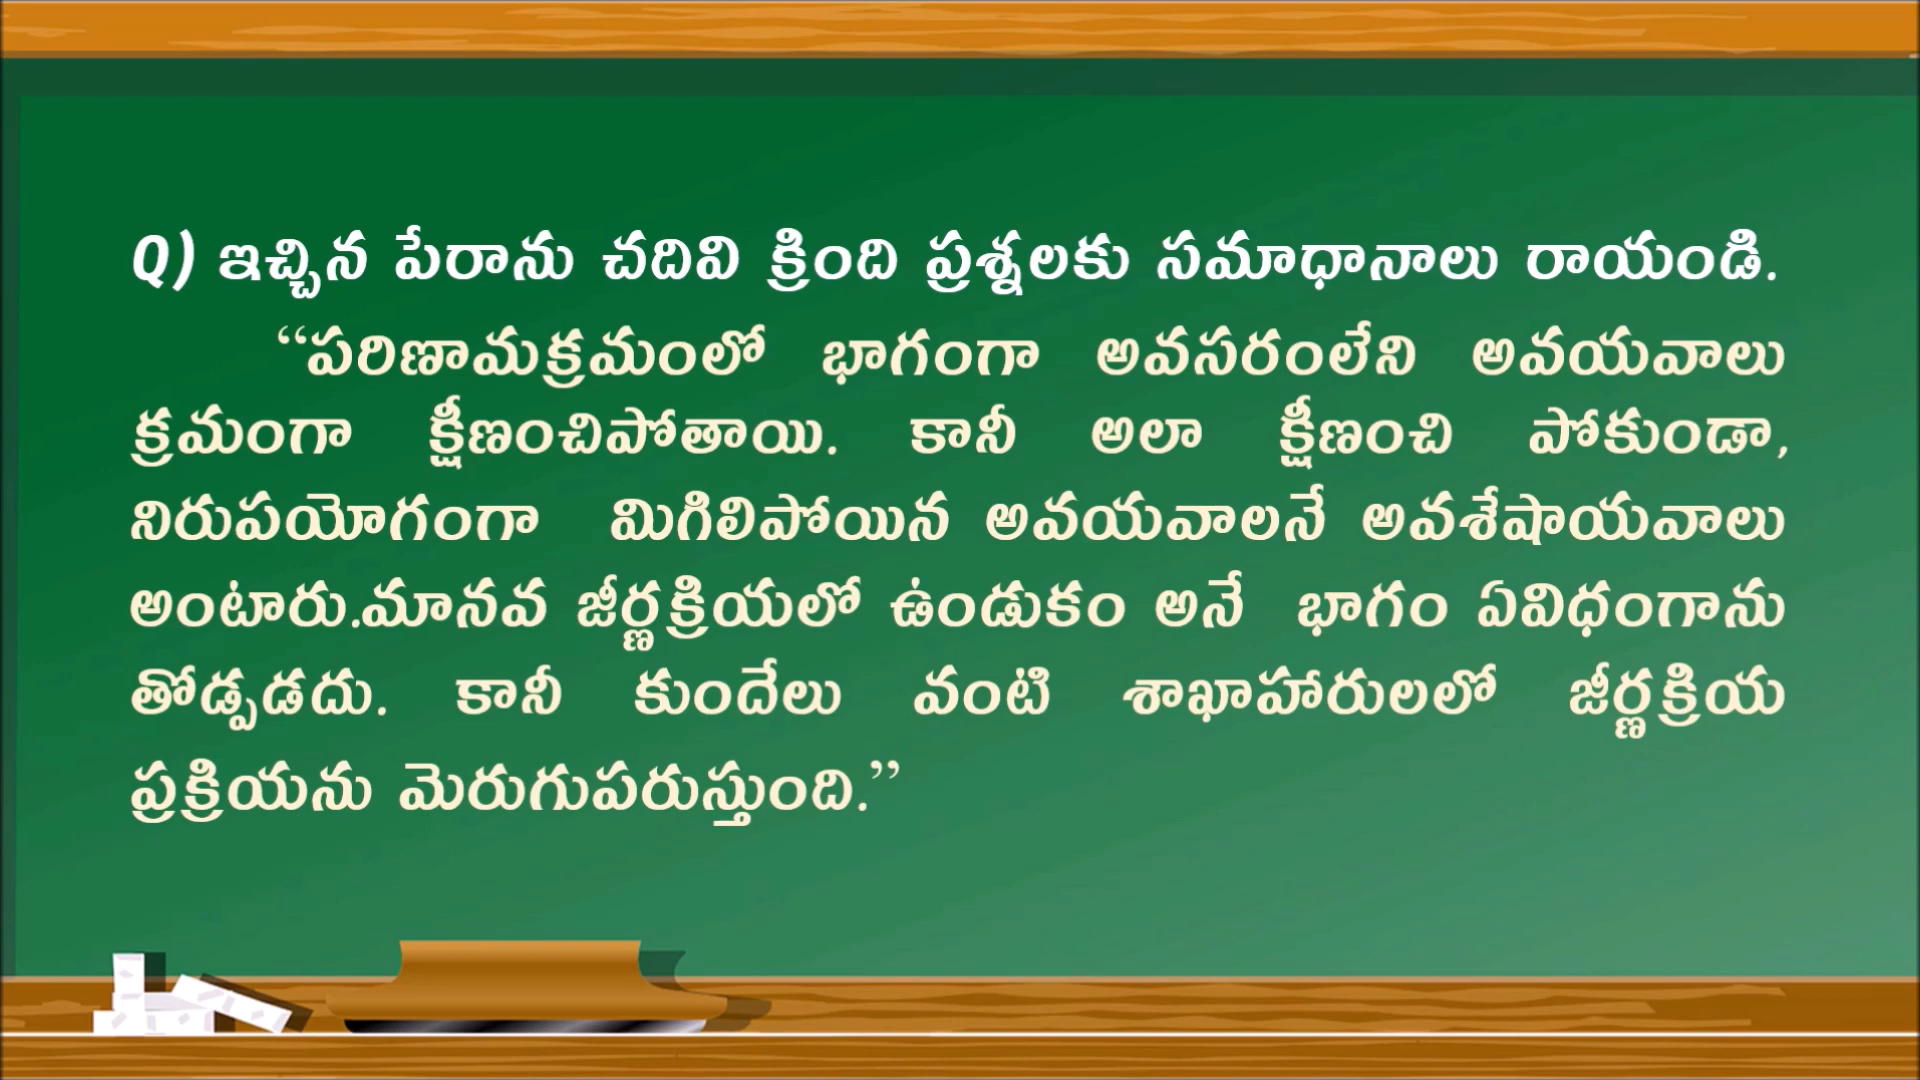 Q) ఇచ్చిన పేరాను చదివి క్రింది ప్రశ్నలకు సమాధానాలు రాయండి.
“పరిణామక్రమంలో భాగంగా అవసరంలేని అవయవాలు
క్రమంగా క్షీణించిపోతాయి. కానీ అలా క్షీణించి పోకుండా,
నిరుపయోగంగా మిగిలిపోయిన అవయవాలనే అవశేషాయవాలు
అంటారు.మానవ జీర్ణక్రియలో ఉండుకం అనే భాగం ఏవిధంగాను
తోడ్పడదు. కానీ కుందేలు వంటి శాఖాహారులలో జీర్ణక్రియ
ప్రక్రియను మెరుగుపరుస్తుంది.”